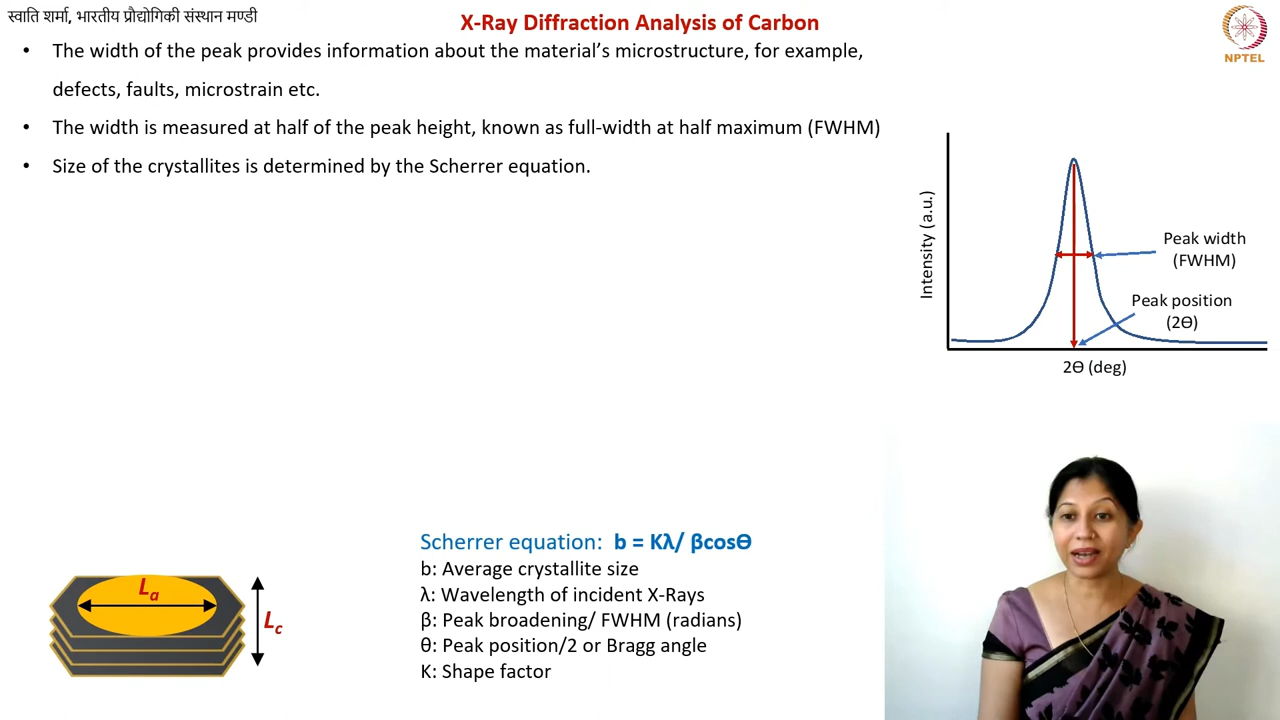 स्वाति शर्मा, भारतीय प्रौद्योगिकी संस्थान मण्डी
X-Ray Diffraction Analysis of Carbon
NPTEL
• The width of the peak provides information about the material's microstructure, for example,
defects, faults, microstrain etc.
• The width is measured at half of the peak height, known as full-width at half maximum (FWHM)
• Size of the crystallites is determined by the Scherrer equation.
Intensity (a.u.)
Peak width
(FWHM)
Peak position
(2Θ)
2Θ (deg)
Scherrer equation: b = Kλ/ βcosΘ
b: Average crystallite size
λ: Wavelength of incident X-Rays
β: Peak broadening/ FWHM (radians)
θ: Peak position/2 or Bragg angle
K: Shape factor
La
Lc